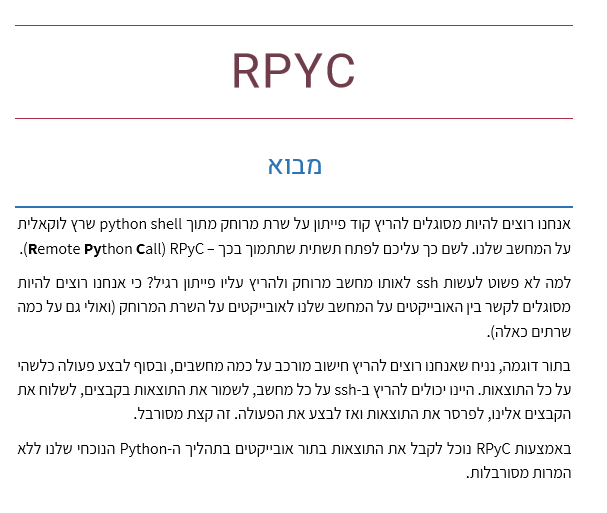 RPYC
מבוא
אנחנו רוצים להיות מסוגלים להריץ קוד פייתון על שרת מרוחק מתוך python shell שרץ לוקאלית
על המחשב שלנו. לשם כך עליכם לפתח תשתית שתתמוך בכך – RPyC (Remote Python Call).
למה לא פשוט לעשות ssh לאותו מחשב מרוחק ולהריץ עליו פייתון רגיל? כי אנחנו רוצים להיות
מסוגלים לקשר בין האובייקטים על המחשב שלנו לאובייקטים על השרת המרוחק (ואולי גם על כמה
שרתים כאלה).
בתור דוגמה, נניח שאנחנו רוצים להריץ חישוב מורכב על כמה מחשבים, ובסוף לבצע פעולה כלשהי
על כל התוצאות. היינו יכולים להריץ ב-ssh על כל מחשב, לשמור את התוצאות בקבצים, לשלוח את
הקבצים אלינו, לפרסר את התוצאות ואז לבצע את הפעולה. זה קצת מסורבל.
באמצעות RPyC נוכל לקבל את התוצאות בתור אובייקטים בתהליך ה-Python הנוכחי שלנו ללא
המרות מסורבלות.